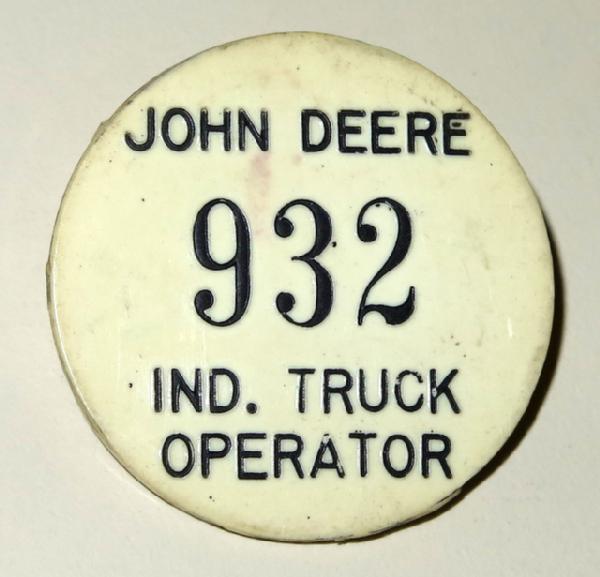 JOHN DEERE
932
IND. TRUCK
OPERATOR